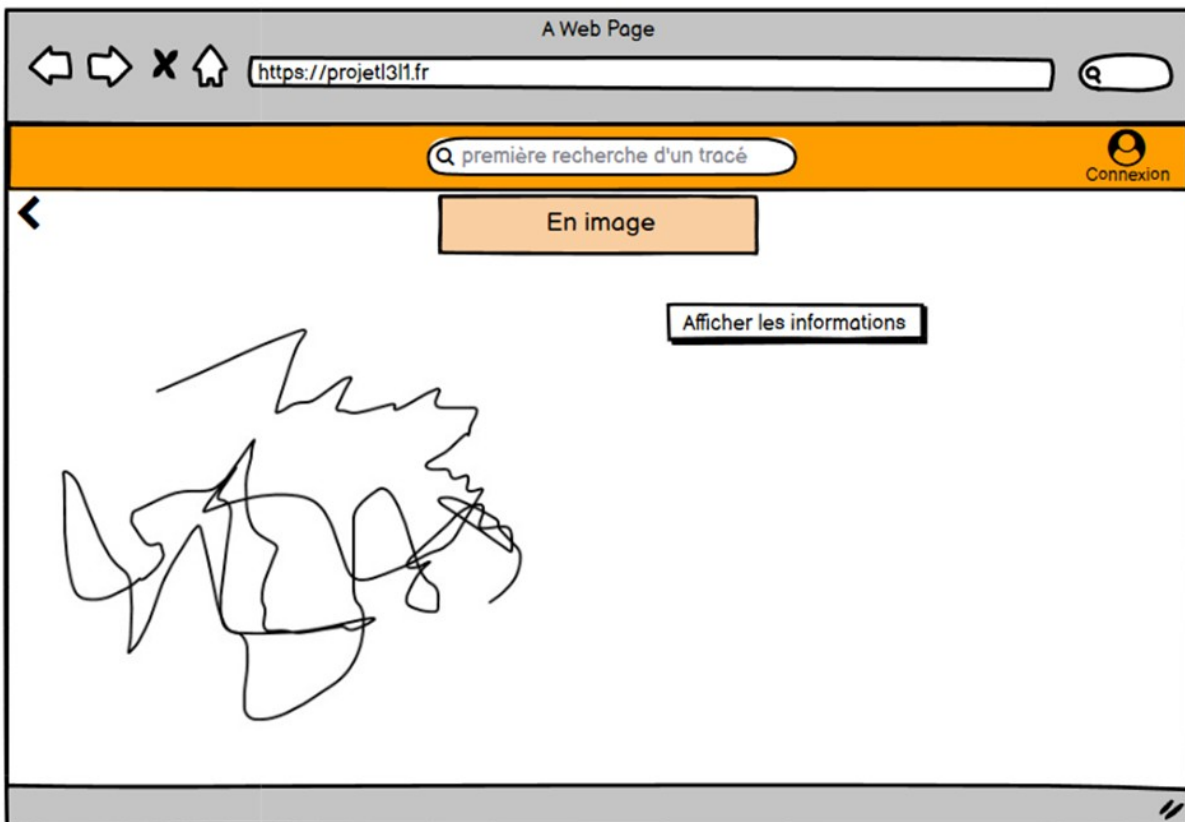 A Web Page
https://projetl3l1.fr
première recherche d'un tracé
Connexion
En image
Afficher les informations